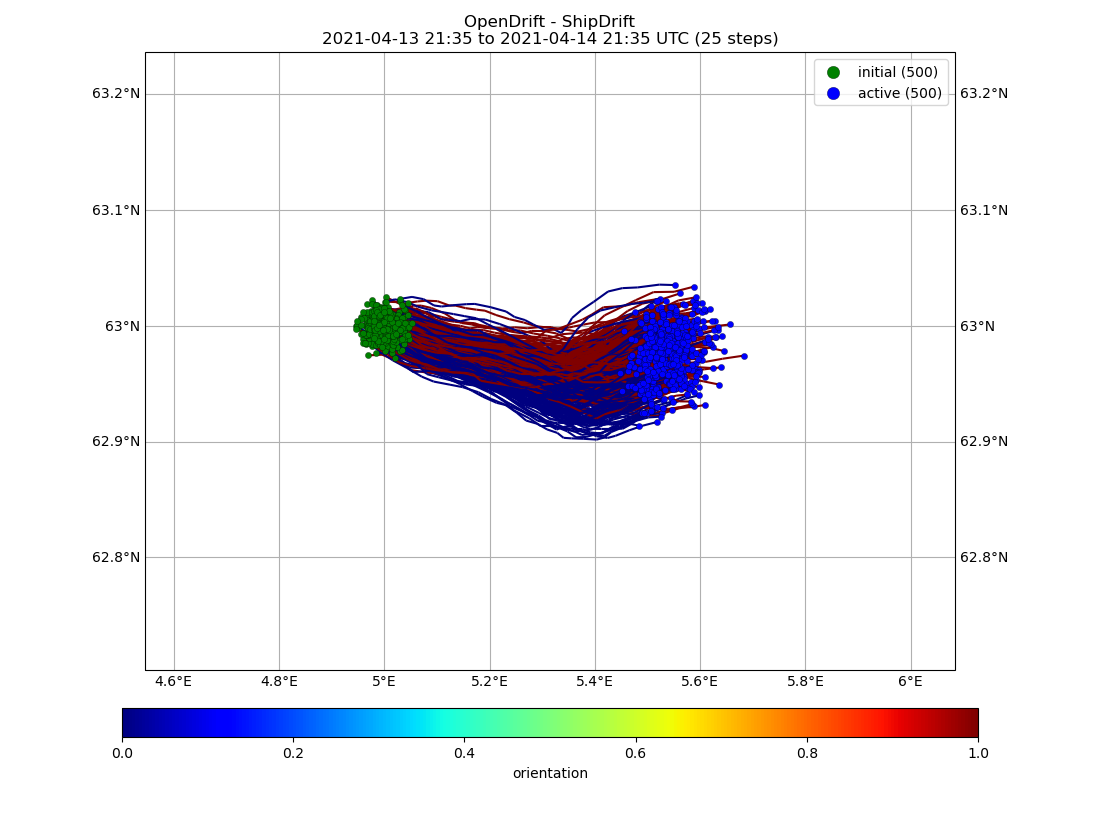 OpenDrift - ShipDrift
2021-04-13 21:35 to 2021-04-14 21:35 UTC (25 steps)
initial (500)
active (500)
63.2°N 63.2°N
63.1°N 63.1°N
63°N 63°N
62.9°N 62.9°N
62.8°N 62.8°N
4.6°E 4.8°E 5°E 5.2°E 5.4°E 5.6°E 5.8°E 6°E
0.0 0.2 0.4 0.6 0.8 1.0
orientation